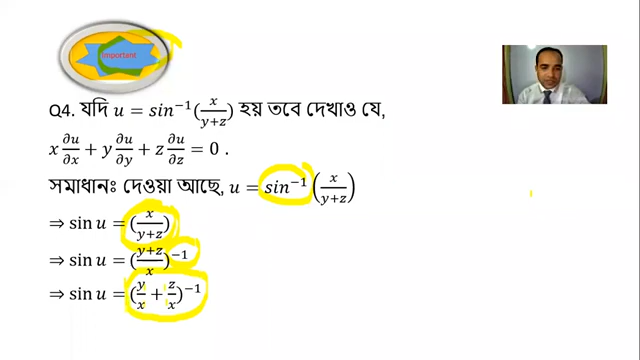 important
Q4. যদি u = sin⁻¹(x/(y+z)) হয় তবে দেখাও যে,
x ∂u/∂x + y ∂u/∂y + z ∂u/∂z = 0 .
সমাধানঃ দেওয়া আছে, u = sin⁻¹(x/(y+z))
⇒ sin u = (x/(y+z))
⇒ sin u = ((y+z)/x)⁻¹
⇒ sin u = (y/x + z/x)⁻¹